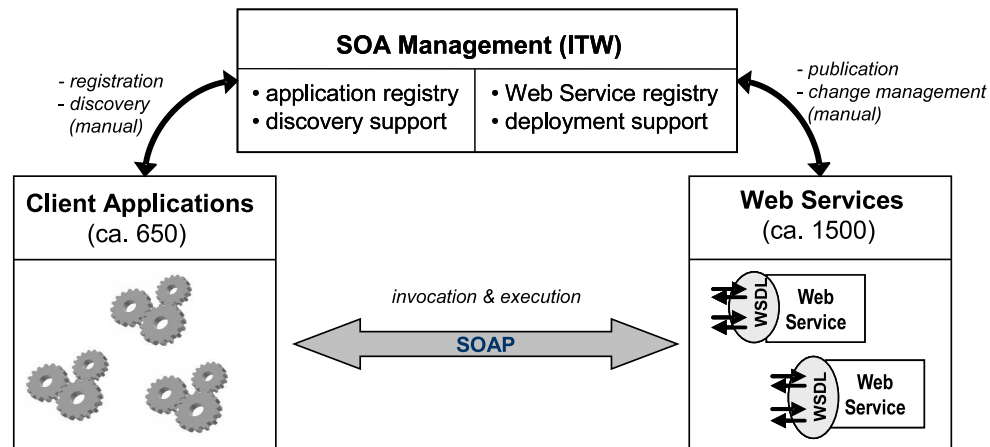 SOA Management (ITW)
• application registry
• discovery support
• Web Service registry
• deployment support
- registration
- discovery
(manual)
- publication
- change management
(manual)
Client Applications
(ca. 650)
Web Services
(ca. 1500)
invocation & execution
SOAP
WSDL
Web
Service
WSDL
Web
Service